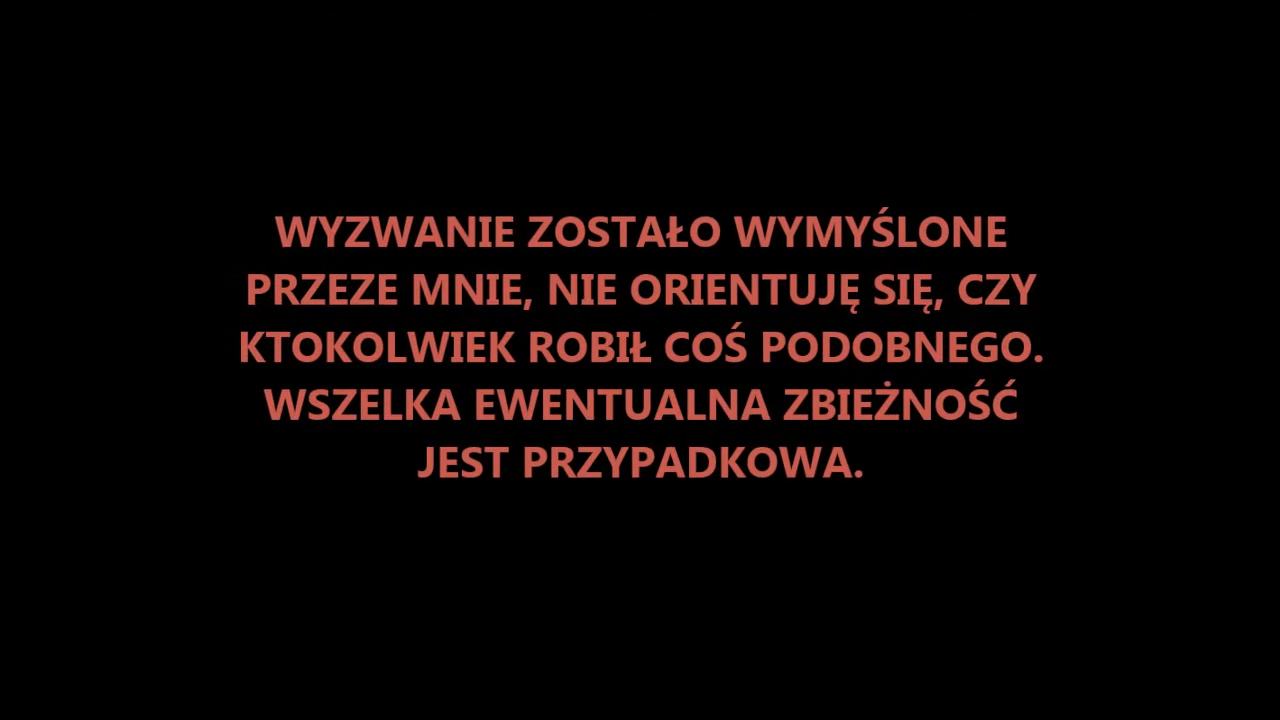 WYZWANIE ZOSTAŁO WYMYŚLONE
PRZEZE MNIE, NIE ORIENTUJĘ SIĘ, CZY
KTOKOLWIEK ROBIŁ COŚ PODOBNEGO.
WSZELKA EWENTUALNA ZBIEŻNOŚĆ
JEST PRZYPADKOWA.